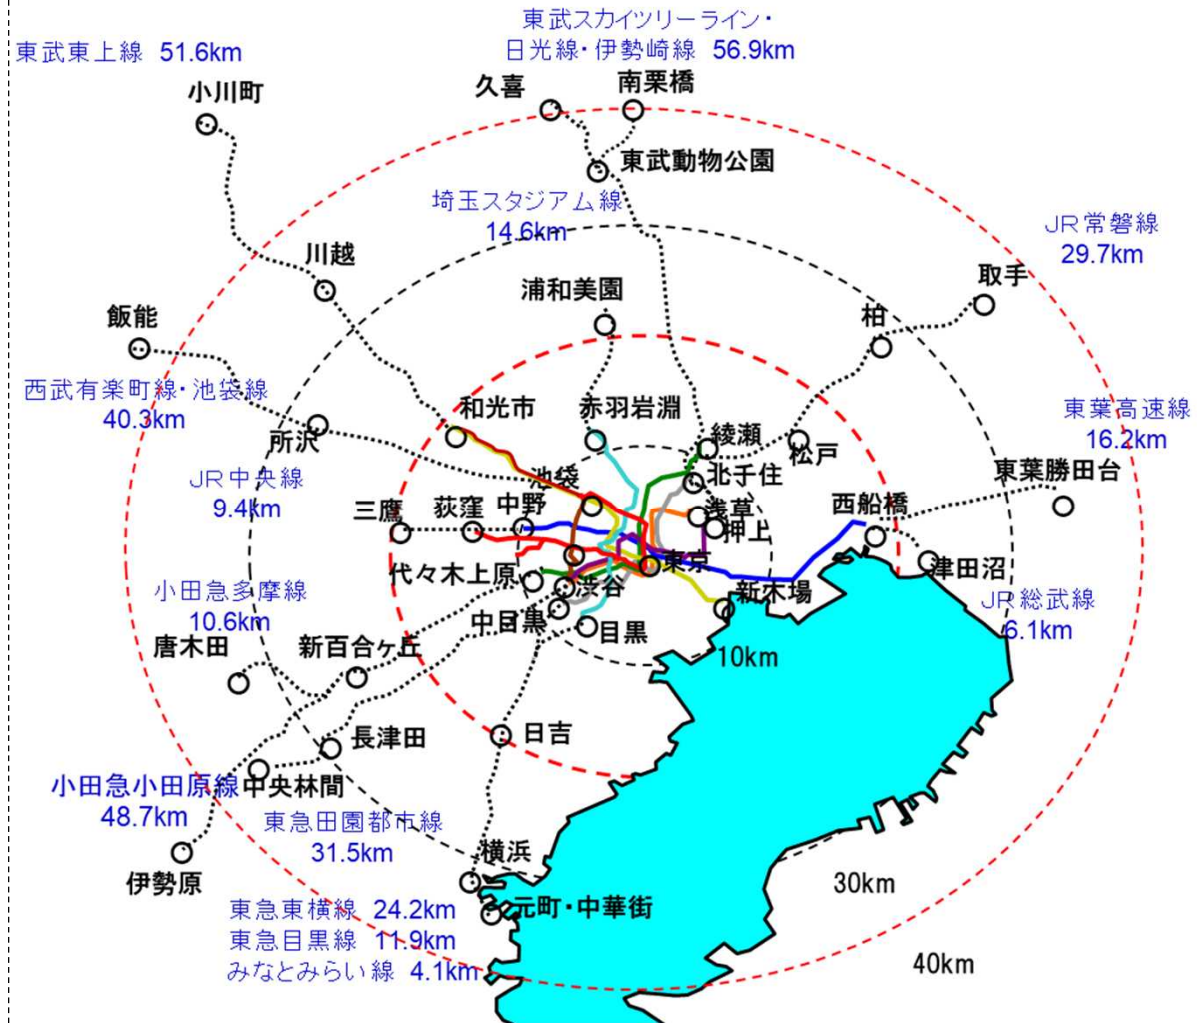 東武スカイツリーライン・
日光線・伊勢崎線 56.9km
東武東上線 51.6km
小川町
久喜
南栗橋
東武動物公園
埼玉スタジアム線
14.6km
JR常磐線
29.7km
川越
取手
浦和美園
飯能
柏
西武有楽町線・池袋線
40.3km
和光市
赤羽岩淵
東葉高速線
16.2km
所沢
綾瀬
松戸
JR中央線
9.4km
池袋
北千住
東葉勝田台
三鷹
荻窪
中野
浅草
西船橋
押上
東京
津田沼
代々木上原
渋谷
小田急多摩線
10.6km
新木場
JR総武線
6.1km
中目黒
目黒
唐木田
新百合ヶ丘
10km
長津田
日吉
小田急小田原線
48.7km
中央林間
東急田園都市線
31.5km
横浜
伊勢原
30km
東急東横線 24.2km
元町・中華街
東急目黒線 11.9km
みなとみらい線 4.1km
40km